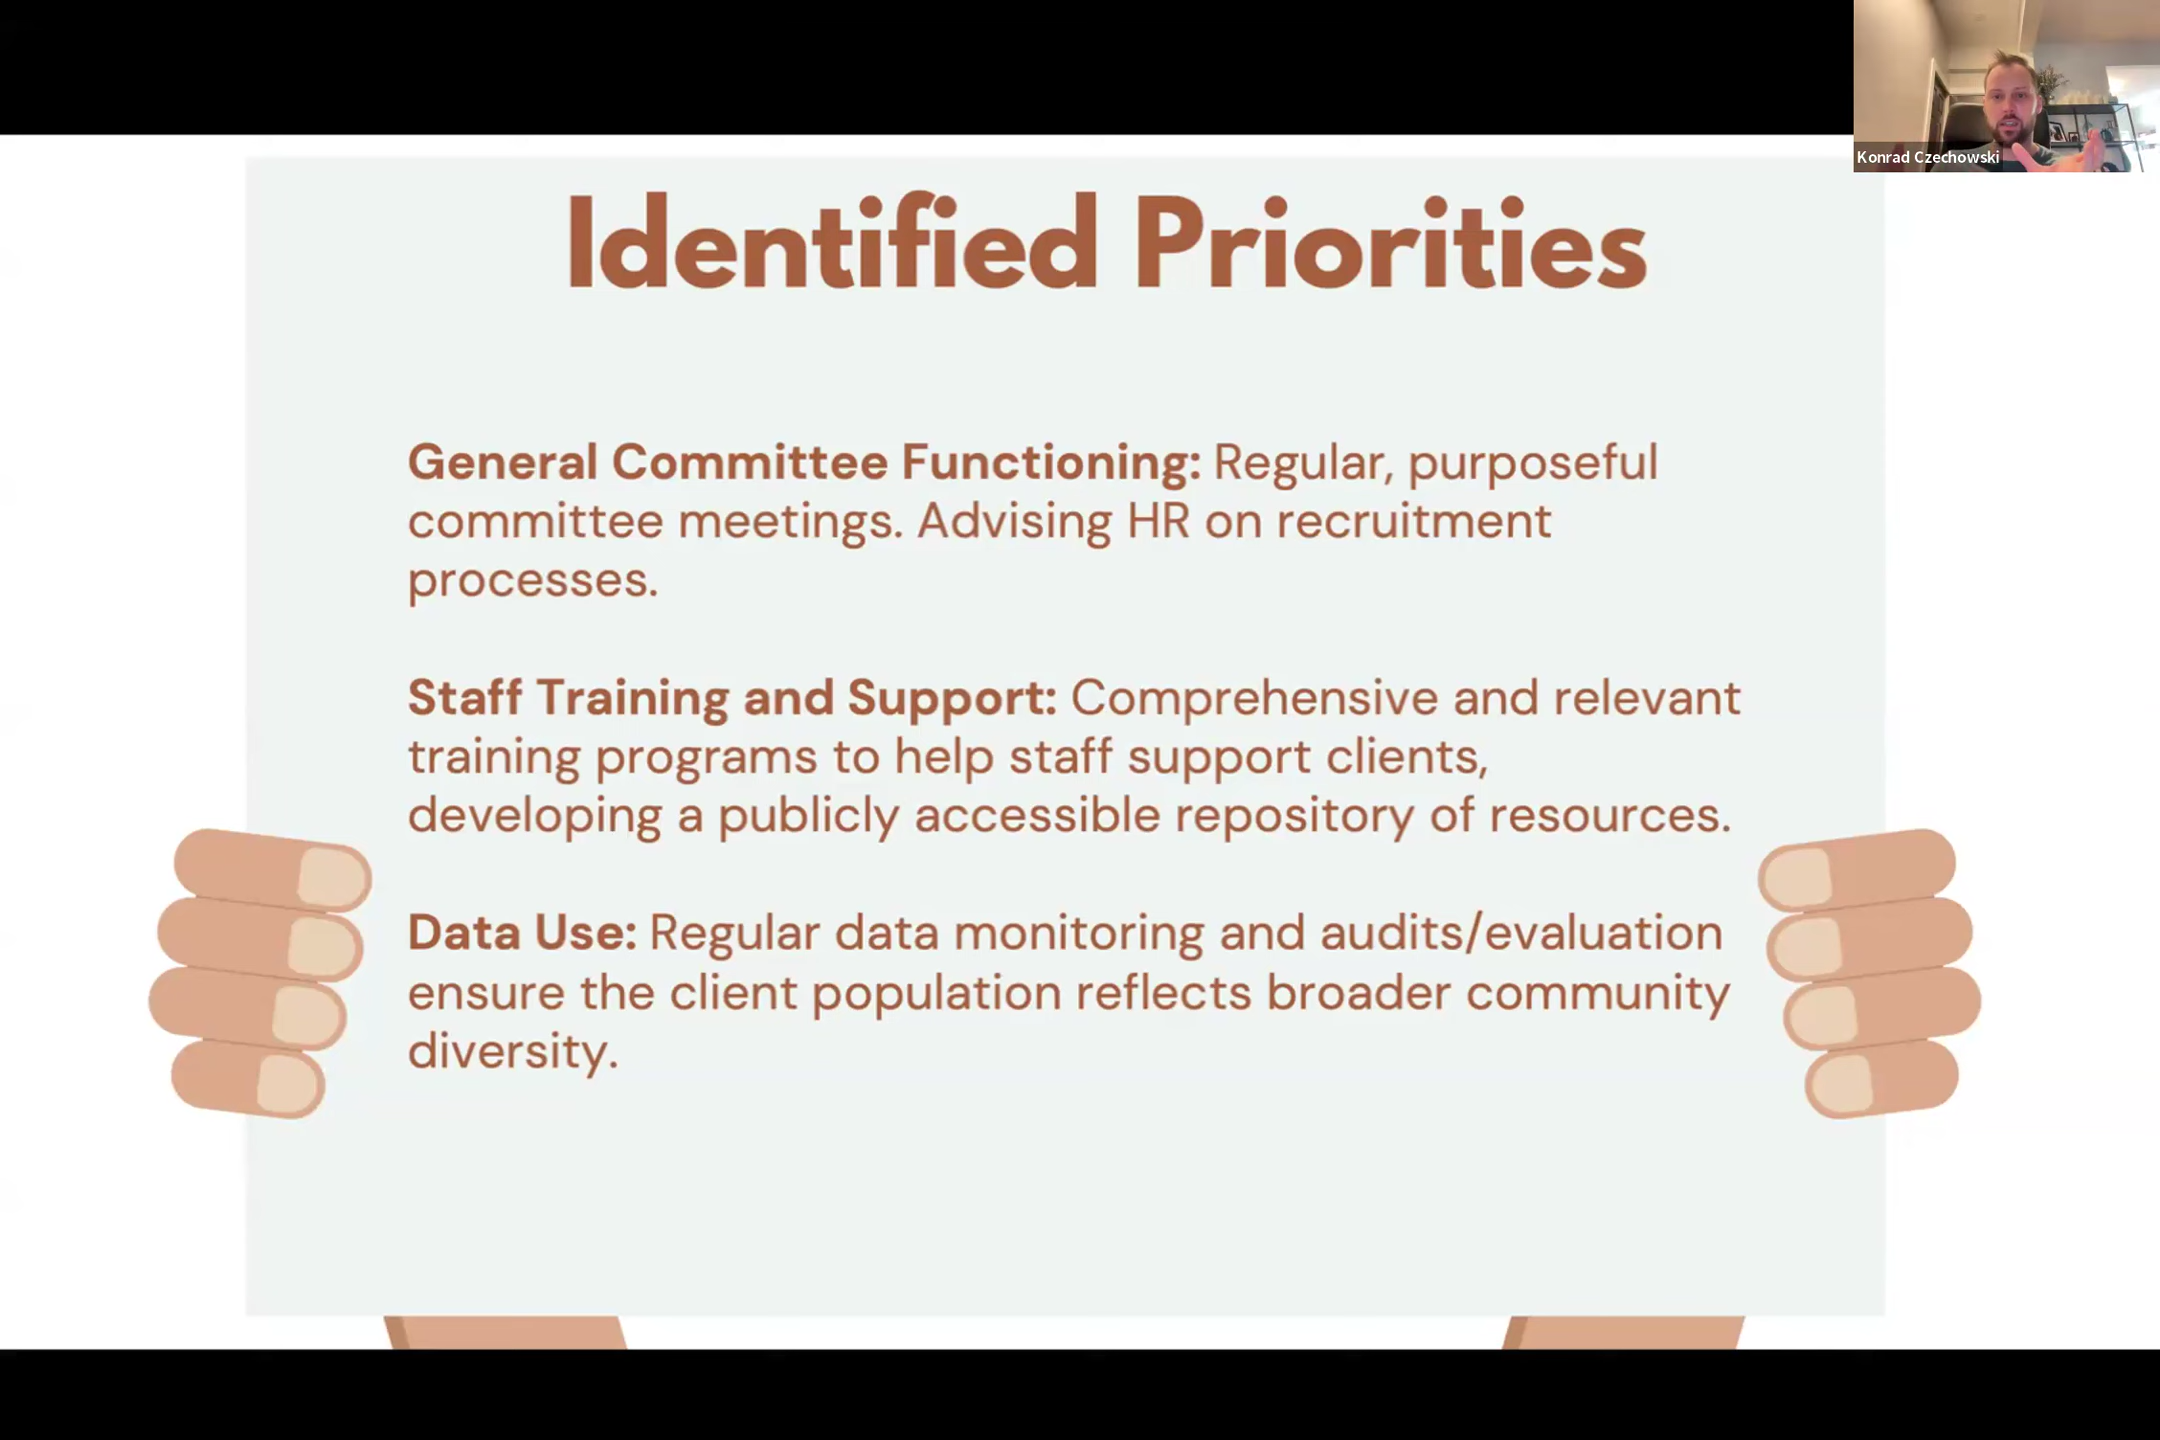 Konrad Czechowski
Identified Priorities
General Committee Functioning: Regular, purposeful
committee meetings. Advising HR on recruitment
processes.
Staff Training and Support: Comprehensive and relevant
training programs to help staff support clients,
developing a publicly accessible repository of resources.
Data Use: Regular data monitoring and audits/evaluation
ensure the client population reflects broader community
diversity.